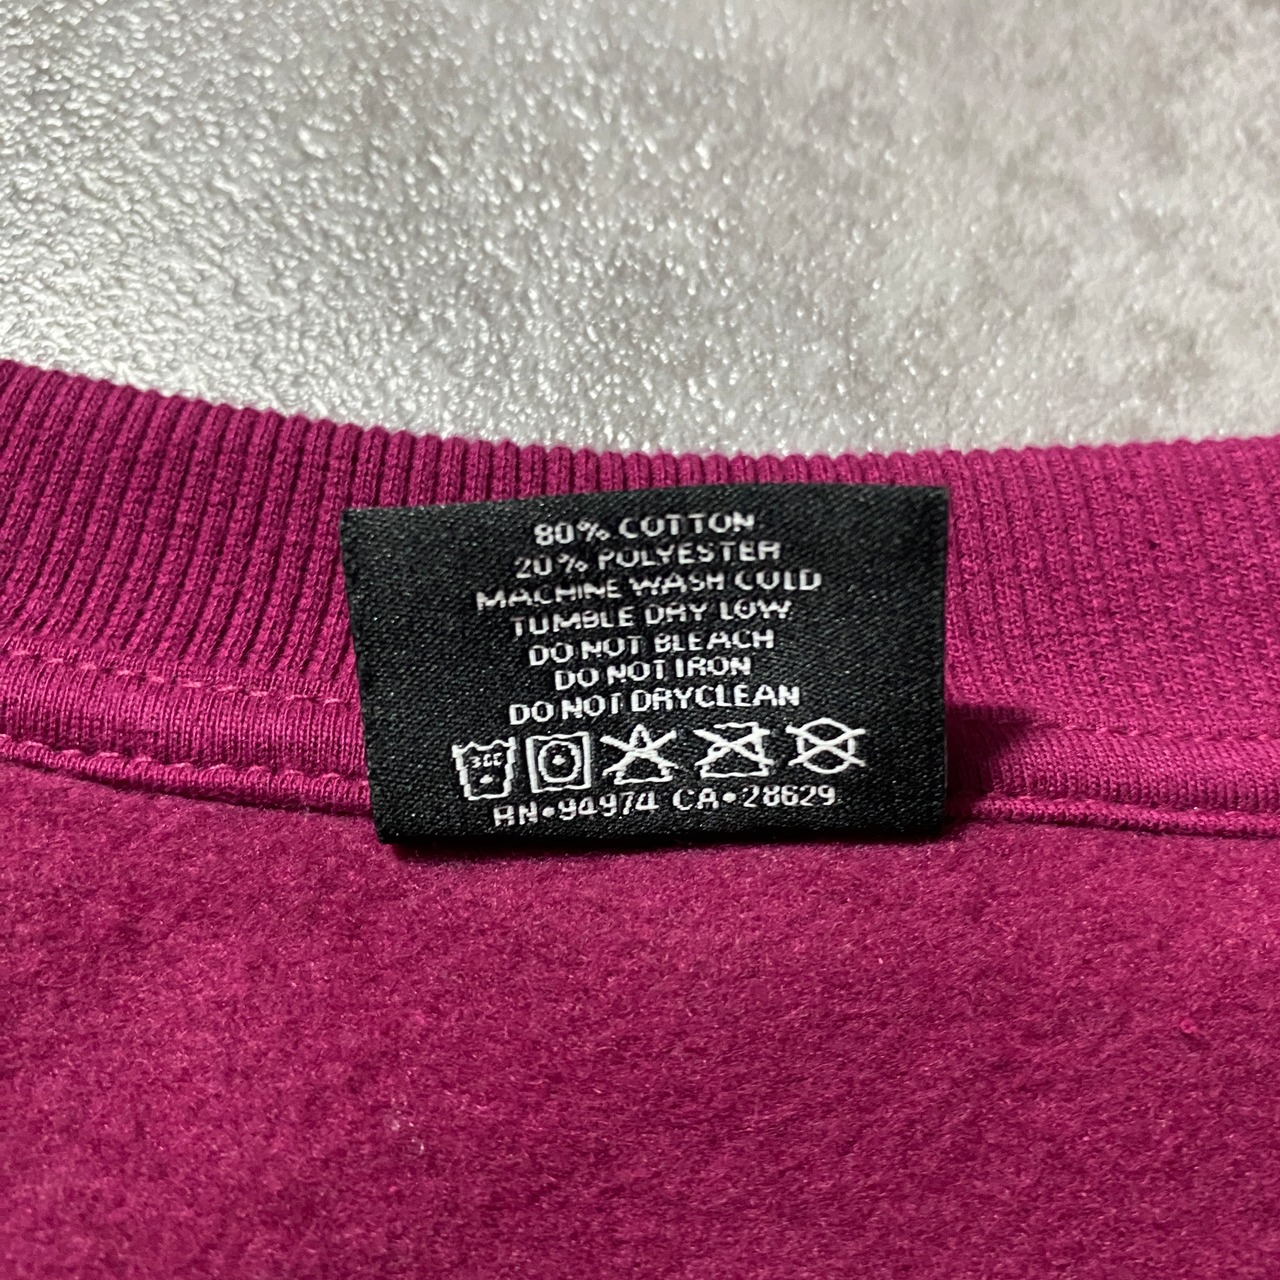 80% COTTON
20% POLYESTER
MACHINE WASH COLD
TUMBLE DRY LOW
DO NOT BLEACH
DO NOT IRON
DO NOT DRYCLEAN
30C
RN•94974 CA•28629